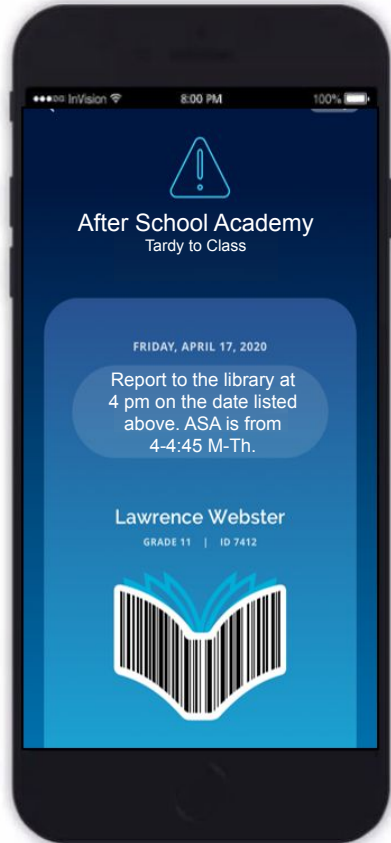 InVision 8:00 PM 100%
After School Academy
Tardy to Class
FRIDAY, APRIL 17, 2020
Report to the library at
4 pm on the date listed
above. ASA is from
4-4:45 M-Th.
Lawrence Webster
GRADE 11 | ID 7412